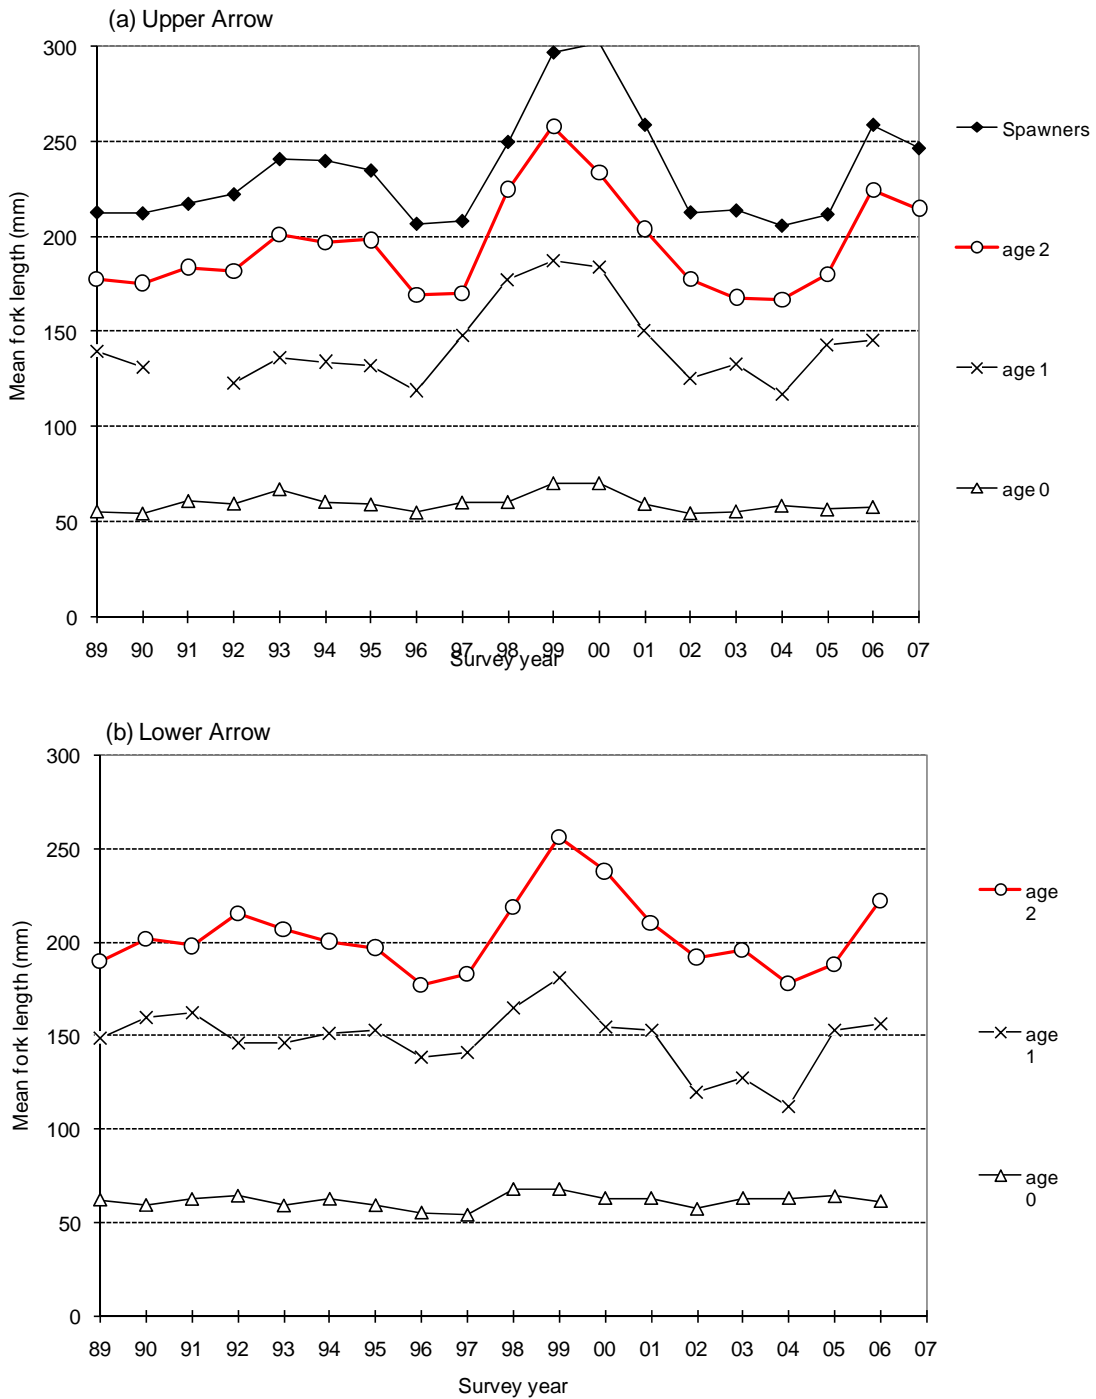 (a) Upper Arrow
300
250
200
150
100
50
0
Mean fork length (mm)
89 90 91 92 93 94 95 96 97 98 99 00 01 02 03 04 05 06 07
Survey year
Spawners
age 2
age 1
age 0
(b) Lower Arrow
300
250
200
150
100
50
0
Mean fork length (mm)
89 90 91 92 93 94 95 96 97 98 99 00 01 02 03 04 05 06 07
Survey year
age
2
age
1
age
0